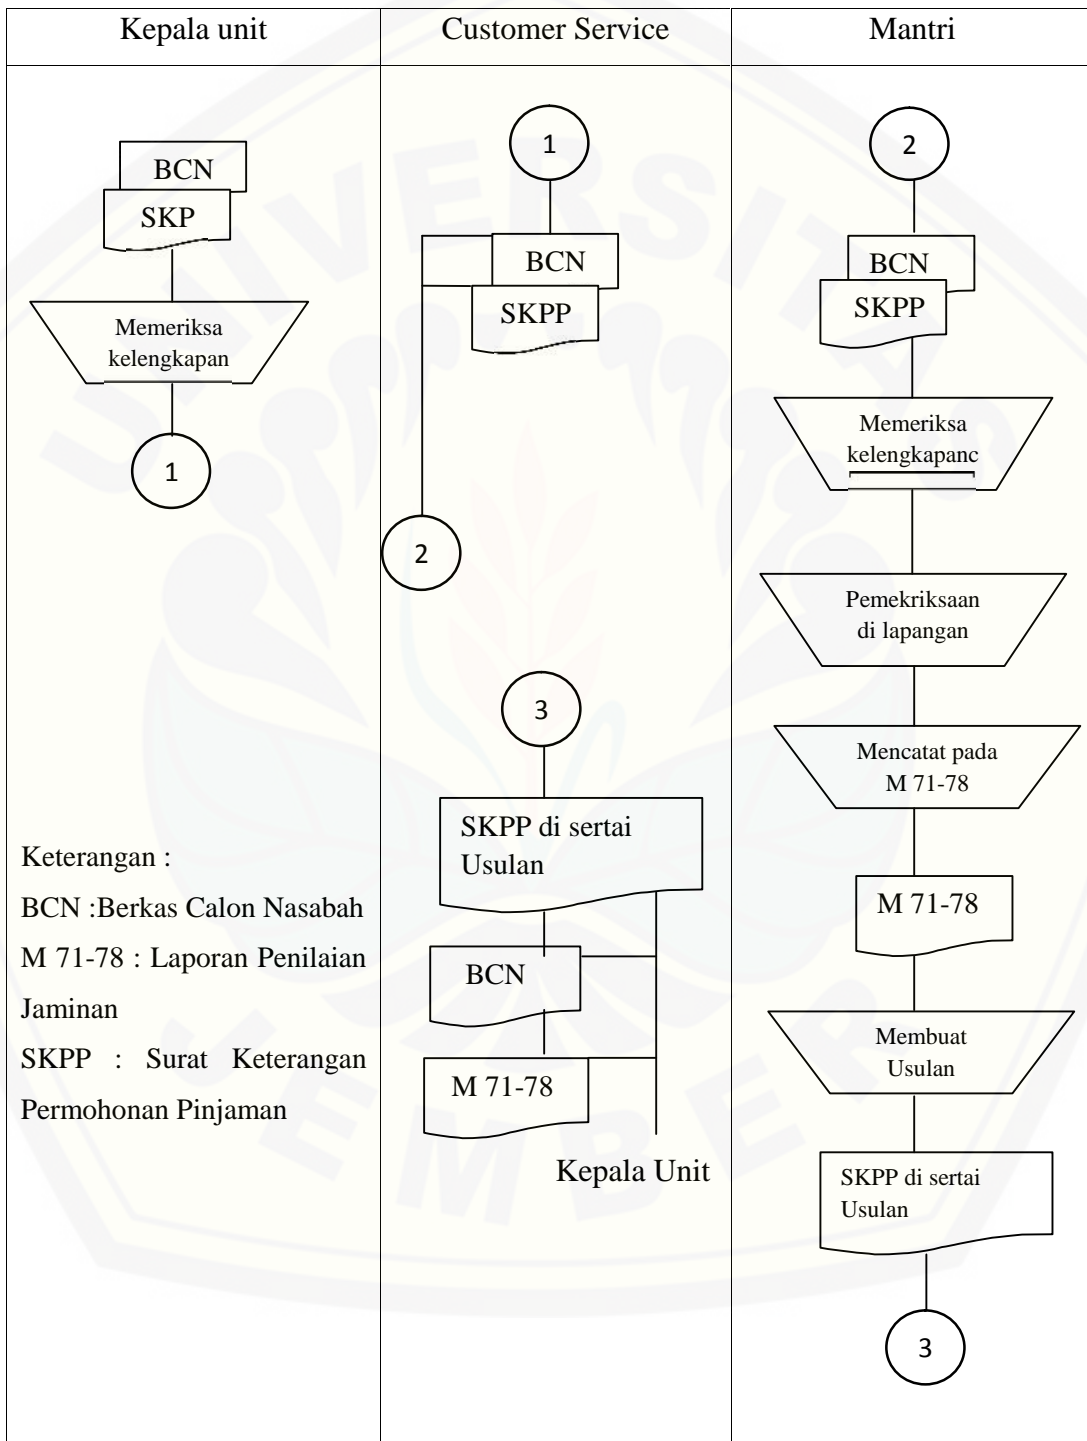 Kepala unit
Customer Service
Mantri
BCN
SKP
Memeriksa
kelengkapan
1
Keterangan :
BCN :Berkas Calon Nasabah
M 71-78 : Laporan Penilaian
Jaminan
SKPP : Surat Keterangan
Permohonan Pinjaman
1
BCN
SKPP
2
3
SKPP di sertai
Usulan
BCN
M 71-78
Kepala Unit
2
BCN
SKPP
Memeriksa
kelengkapanc
Pemekriksaan
di lapangan
Mencatat pada
M 71-78
M 71-78
Membuat
Usulan
SKPP di sertai
Usulan
3
UNIVERSITAS
JEMBER